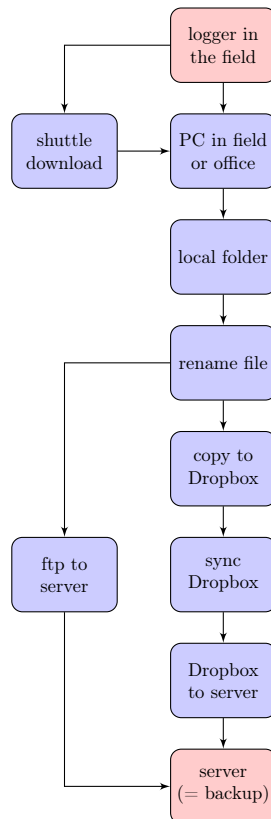 logger in
the field
shuttle
download
PC in field
or office
local folder
rename file
copy to
Dropbox
ftp to
server
sync
Dropbox
Dropbox
to server
server
(= backup)